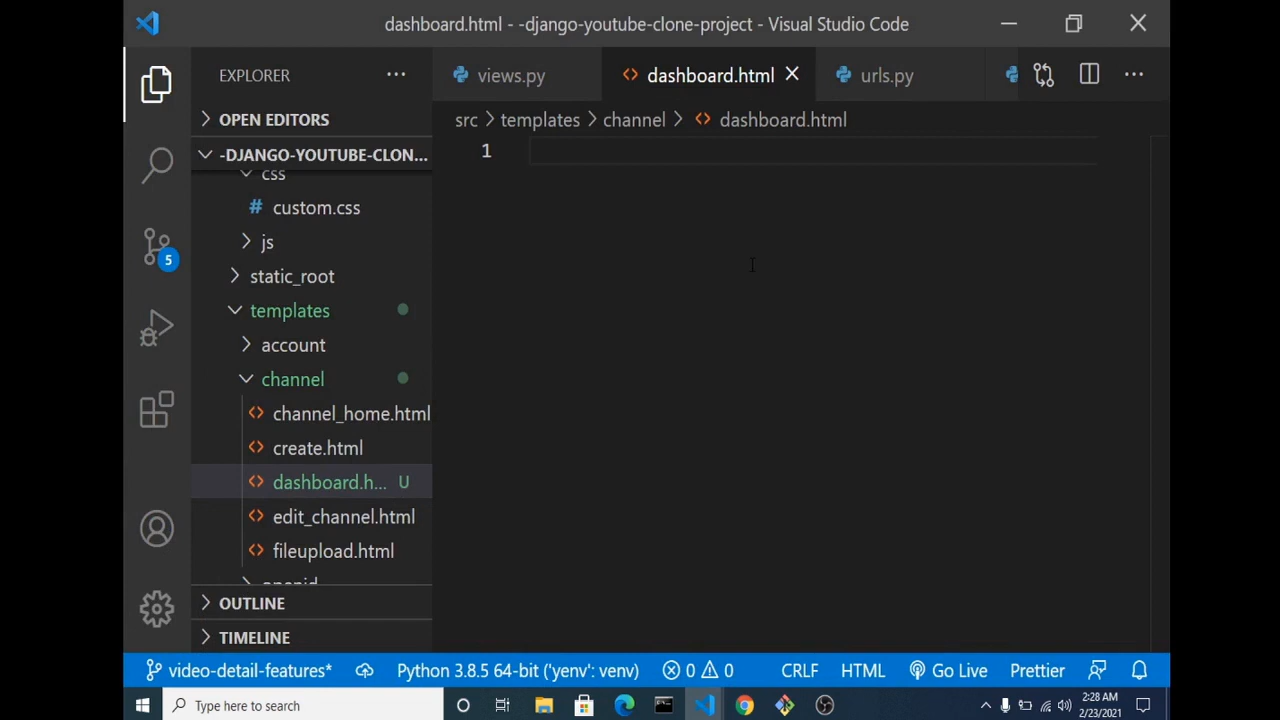 dashboard.html - -django-youtube-clone-project - Visual Studio Code
EXPLORER
views.py
dashboard.html
urls.py
OPEN EDITORS
src
templates
channel
dashboard.html
-DJANGO-YOUTUBE-CLON...
1
css
custom.css
js
static_root
templates
account
channel
channel_home.html
create.html
dashboard.h...
U
edit_channel.html
fileupload.html
5
OUTLINE
TIMELINE
video-detail-features*
Python 3.8.5 64-bit ('yenv': venv)
0
0
CRLF
HTML
Go Live
Prettier
Type here to search
2:28 AM
2/23/2021